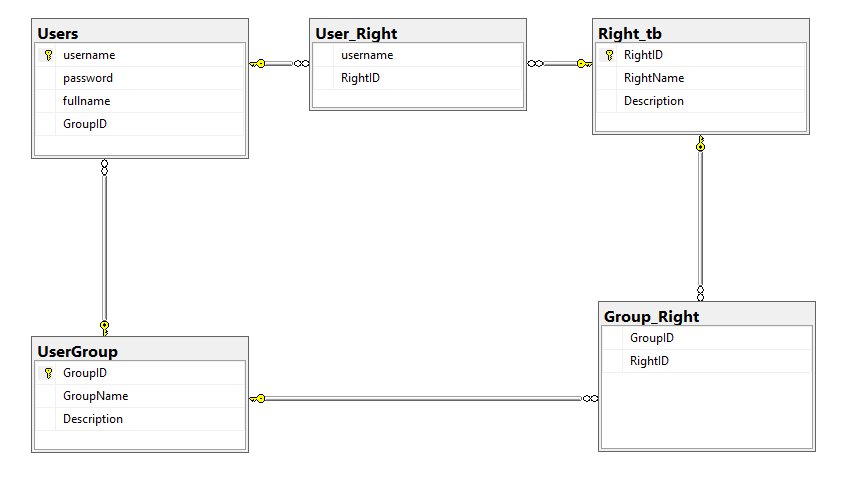 Users
username
password
fullname
GroupID
User_Right
username
RightID
Right_tb
RightID
RightName
Description
UserGroup
GroupID
GroupName
Description
Group_Right
GroupID
RightID